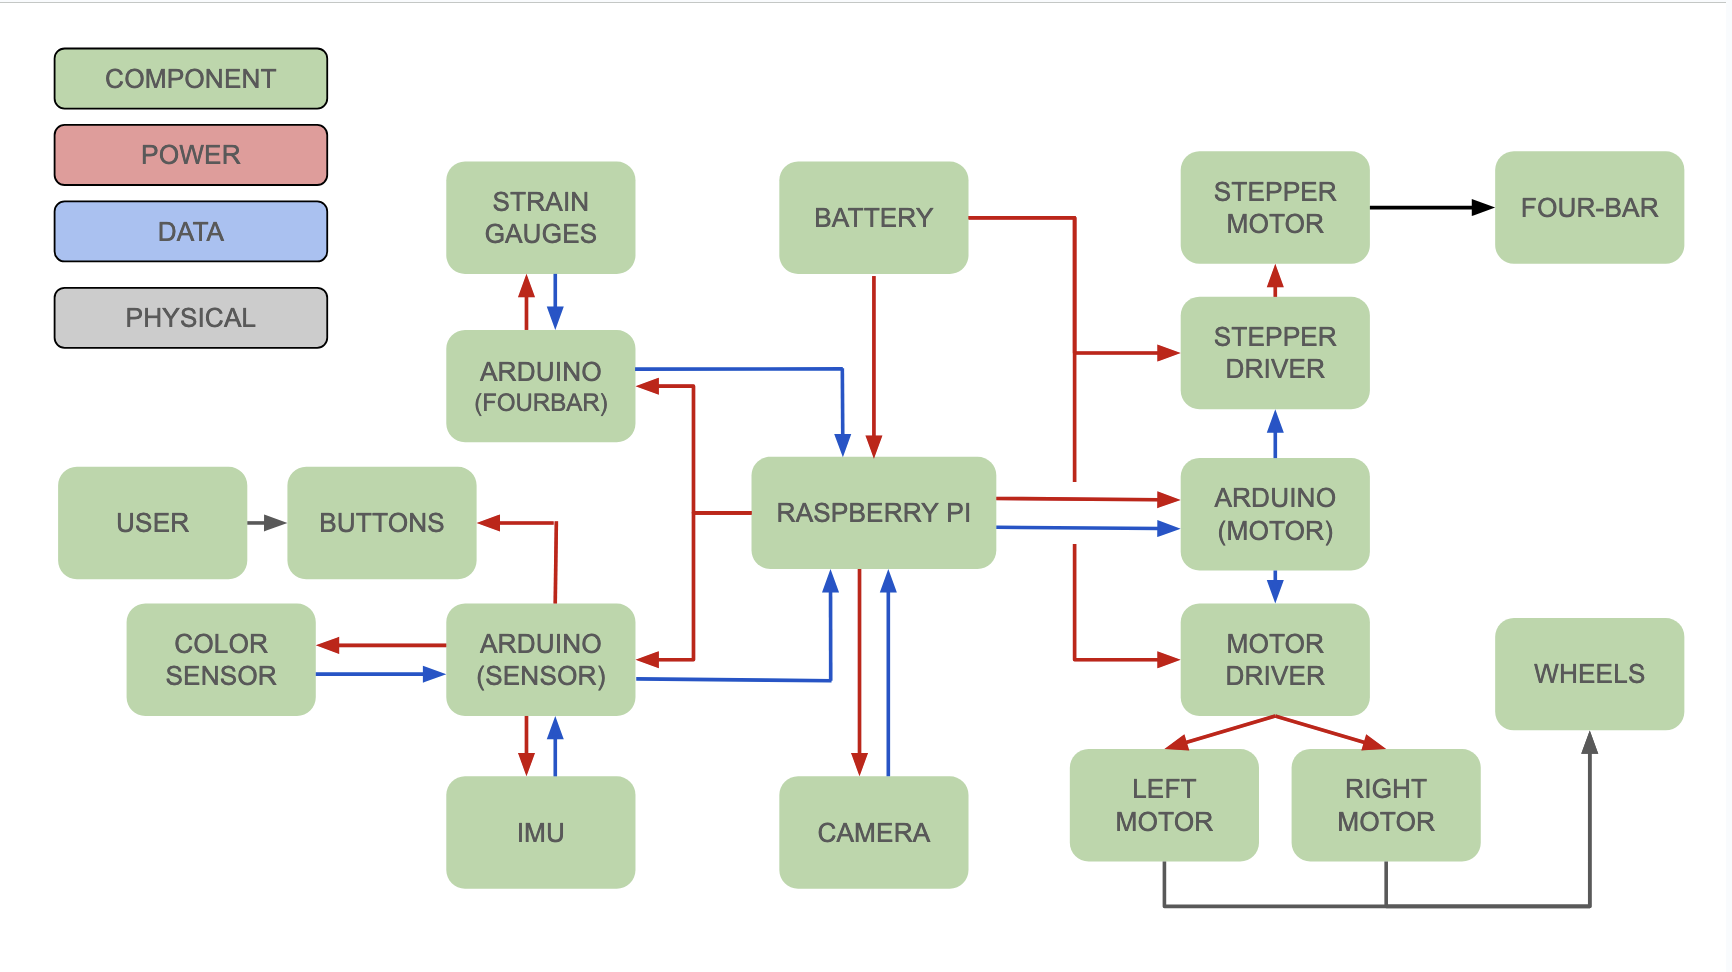 COMPONENT
POWER
DATA
PHYSICAL
STRAIN
GAUGES
BATTERY
STEPPER
MOTOR
FOUR-BAR
ARDUINO
(FOURBAR)
STEPPER
DRIVER
USER
BUTTONS
RASPBERRY PI
ARDUINO
(MOTOR)
COLOR
SENSOR
ARDUINO
(SENSOR)
MOTOR
DRIVER
WHEELS
IMU
CAMERA
LEFT
MOTOR
RIGHT
MOTOR